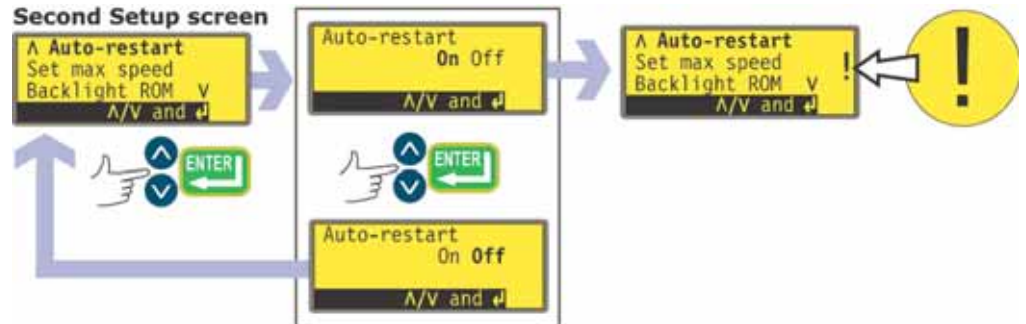 Second Setup screen
Λ Auto-restart
Set max speed
Backlight ROM V
Λ/V and ↲
ENTER
Auto-restart
On Off
Λ/V and ↲
ENTER
Auto-restart
On Off
Λ/V and ↲
Λ Auto-restart
Set max speed !
Backlight ROM V
Λ/V and ↲
!